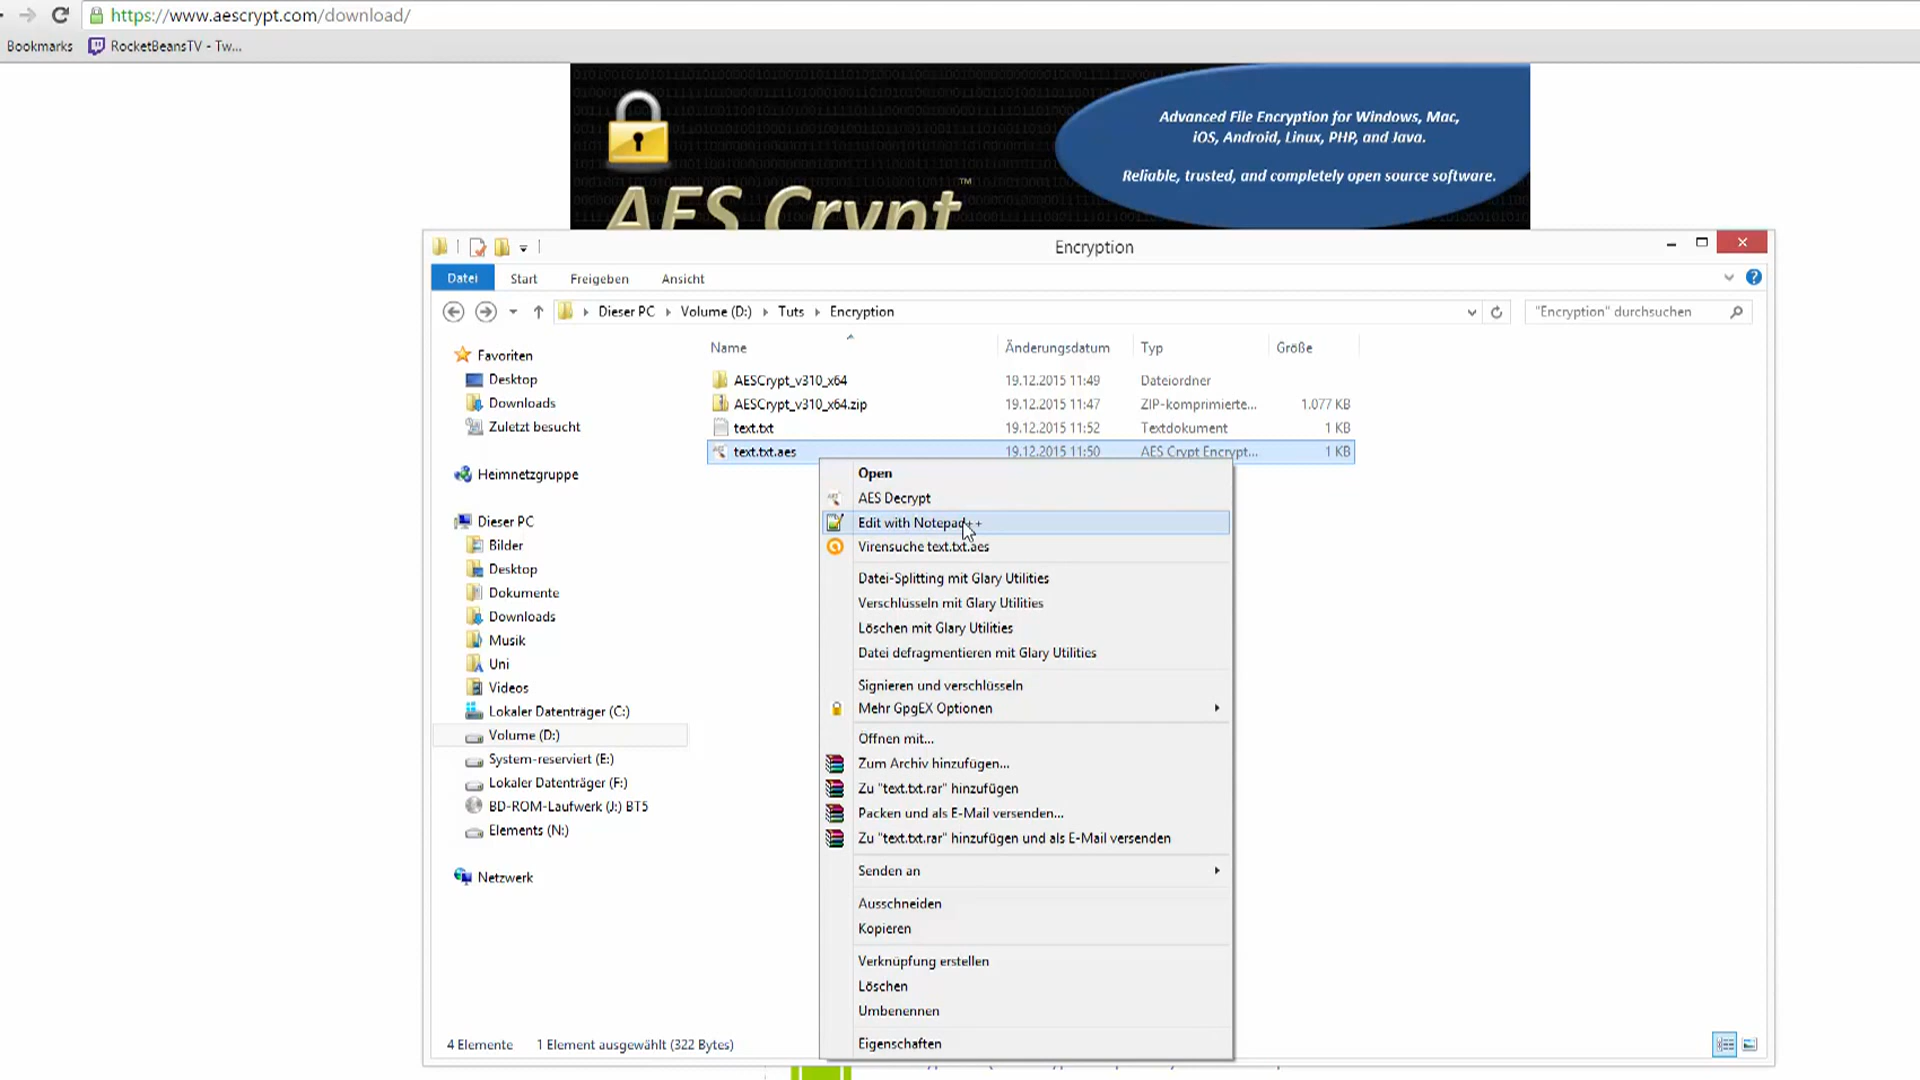 https://www.aescrypt.com/download/
Bookmarks RocketBeansTV - Tw...
Advanced File Encryption for Windows, Mac,
iOS, Android, Linux, PHP, and Java.
Reliable, trusted, and completely open source software.
AES Crypt™
Encryption
Datei Start Freigeben Ansicht
Dieser PC Volume (D:) Tuts Encryption "Encryption" durchsuchen
Name Änderungsdatum Typ Größe
Favoriten
Desktop
Downloads
Zuletzt besucht
Heimnetzgruppe
Dieser PC
Bilder
Desktop
Dokumente
Downloads
Musik
Uni
Videos
Lokaler Datenträger (C:)
Volume (D:)
System-reserviert (E:)
Lokaler Datenträger (F:)
BD-ROM-Laufwerk (J:) BT5
Elements (N:)
Netzwerk
AESCrypt_v310_x64 19.12.2015 11:49 Dateiordner
AESCrypt_v310_x64.zip 19.12.2015 11:47 ZIP-komprimierte... 1.077 KB
text.txt 19.12.2015 11:52 Textdokument 1 KB
text.txt.aes 19.12.2015 11:50 AES Crypt Encrypt... 1 KB
Open
AES Decrypt
Edit with Notepad++
Virensuche text.txt.aes
Datei-Splitting mit Glary Utilities
Verschlüsseln mit Glary Utilities
Löschen mit Glary Utilities
Datei defragmentieren mit Glary Utilities
Signieren und verschlüsseln
Mehr GpgEX Optionen
Öffnen mit...
Zum Archiv hinzufügen...
Zu "text.txt.rar" hinzufügen
Packen und als E-Mail versenden...
Zu "text.txt.rar" hinzufügen und als E-Mail versenden
Senden an
Ausschneiden
Kopieren
Verknüpfung erstellen
Löschen
Umbenennen
Eigenschaften
4 Elemente 1 Element ausgewählt (322 Bytes)